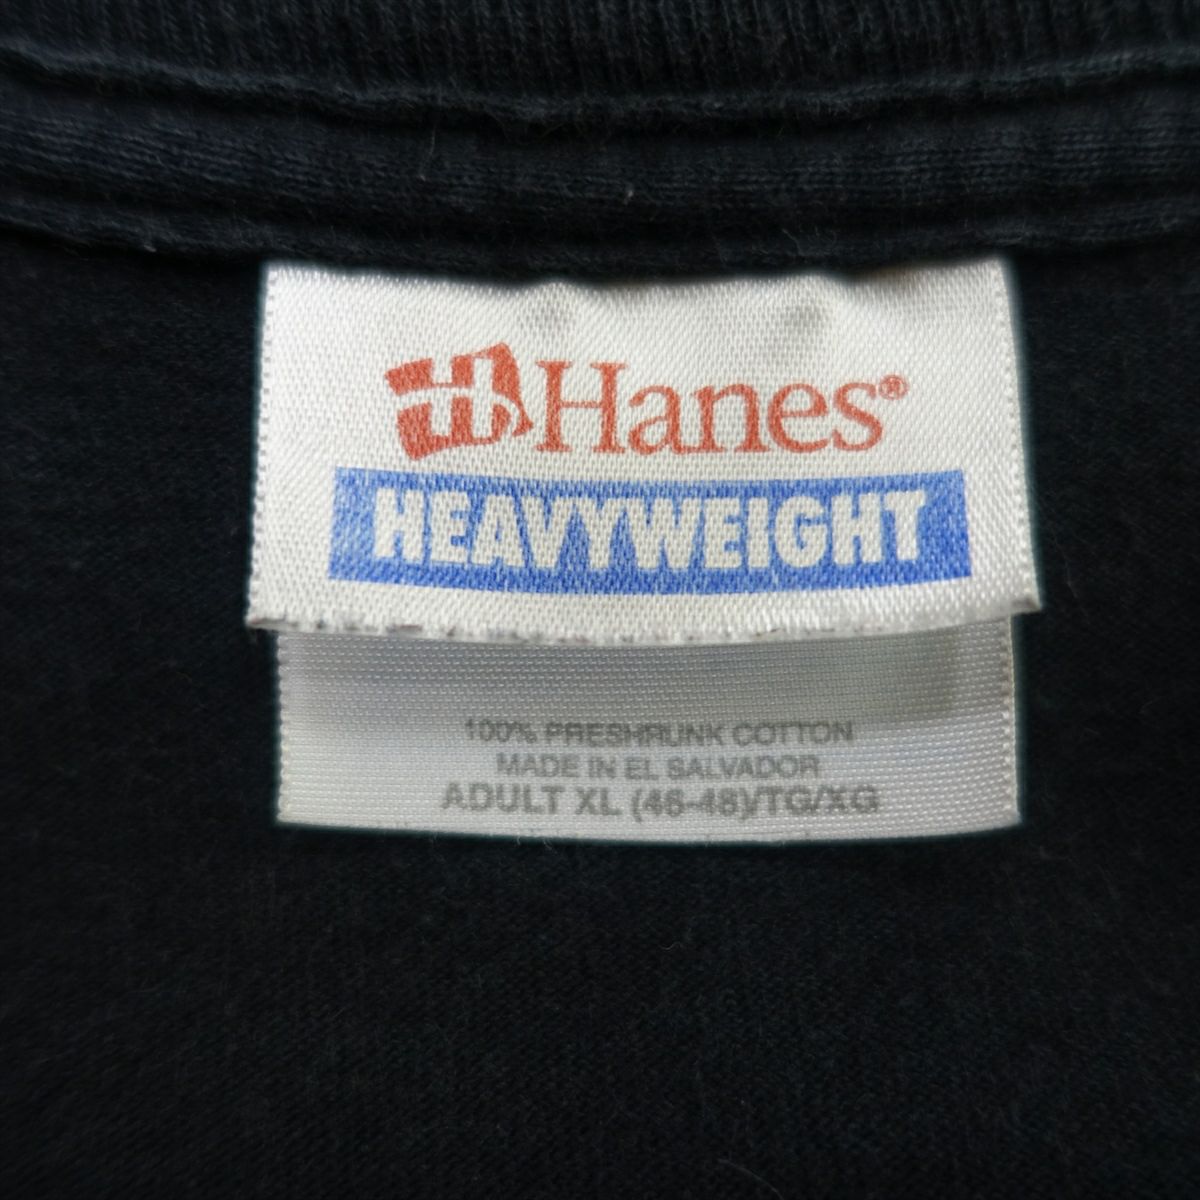 H Hanes®
HEAVYWEIGHT
100% PRESHRUNK COTTON
MADE IN EL SALVADOR
ADULT XL (46-48)/TG/XG